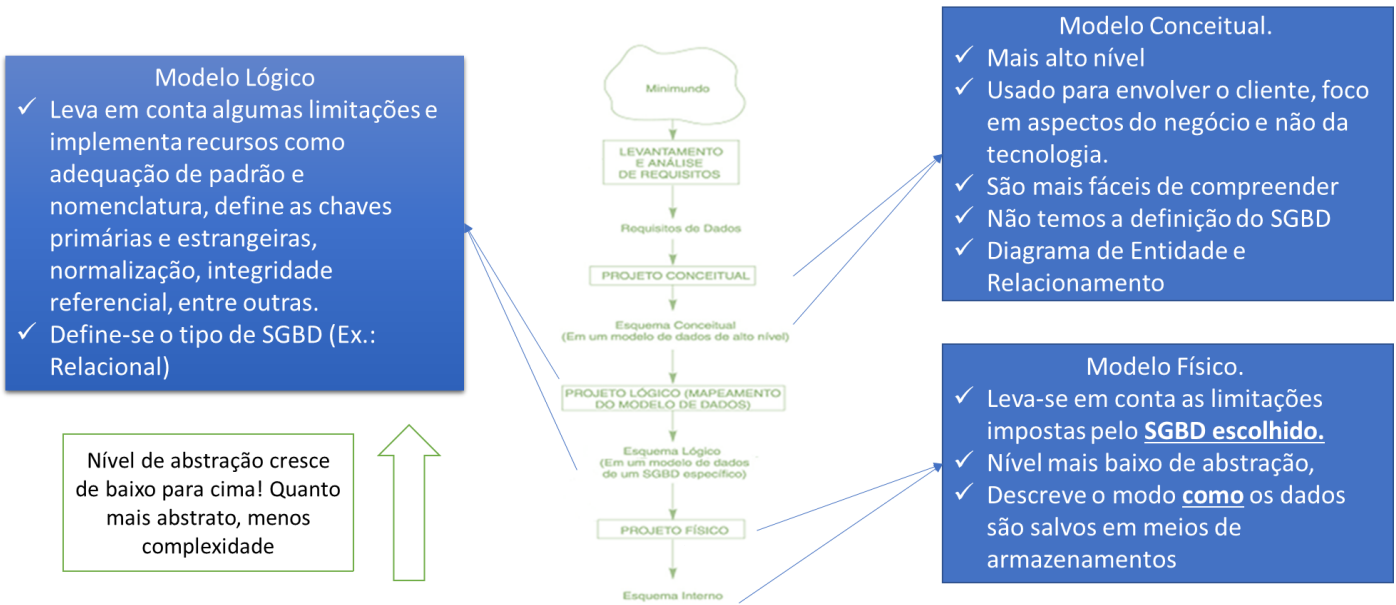 Modelo Lógico
✓ Leva em conta algumas limitações e
implementa recursos como
adequação de padrão e
nomenclatura, define as chaves
primárias e estrangeiras,
normalização, integridade
referencial, entre outras.
✓ Define-se o tipo de SGBD (Ex.:
Relacional)
Nível de abstração cresce
de baixo para cima! Quanto
mais abstrato, menos
complexidade
Minimundo
LEVANTAMENTO
E ANÁLISE
DE REQUISITOS
Requisitos de Dados
PROJETO CONCEITUAL
Esquema Conceitual
(Em um modelo de dados de alto nível)
PROJETO LÓGICO (MAPEAMENTO
DO MODELO DE DADOS)
Esquema Lógico
(Em um modelo de dados
de um SGBD específico)
PROJETO FÍSICO
Esquema Interno
Modelo Conceitual.
✓ Mais alto nível
✓ Usado para envolver o cliente, foco
em aspectos do negócio e não da
tecnologia.
✓ São mais fáceis de compreender
✓ Não temos a definição do SGBD
✓ Diagrama de Entidade e
Relacionamento
Modelo Físico.
✓ Leva-se em conta as limitações
impostas pelo SGBD escolhido.
✓ Nível mais baixo de abstração,
✓ Descreve o modo como os dados
são salvos em meios de
armazenamentos